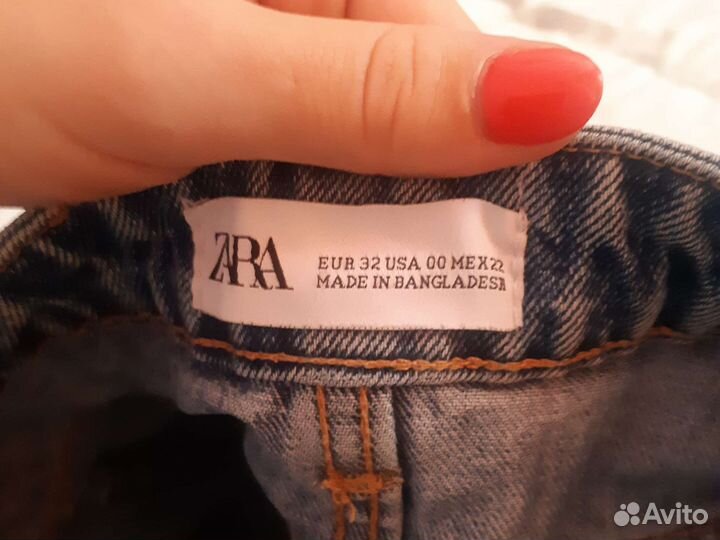 ZARA
EUR 32 USA 00 MEX 22
MADE IN BANGLADESH
Avito